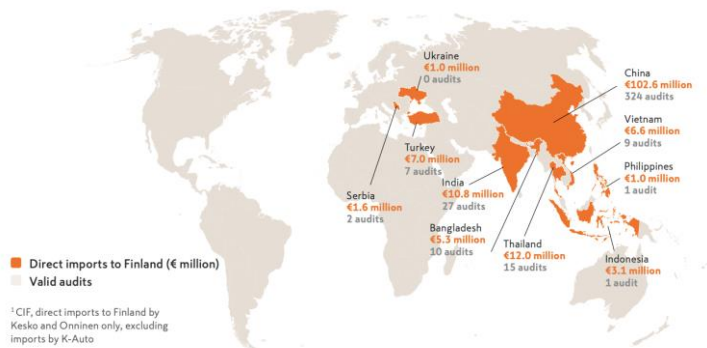 Ukraine
€1.0 million
0 audits
China
€102.6 million
324 audits
Vietnam
€6.6 million
9 audits
Turkey
€7.0 million
7 audits
Philippines
€1.0 million
1 audit
India
€10.8 million
27 audits
Serbia
€1.6 million
2 audits
Bangladesh
€5.3 million
10 audits
Thailand
€12.0 million
15 audits
Indonesia
€3.1 million
1 audit
Direct imports to Finland (€ million)
Valid audits
¹ CIF, direct imports to Finland by
Kesko and Onninen only, excluding
imports by K-Auto